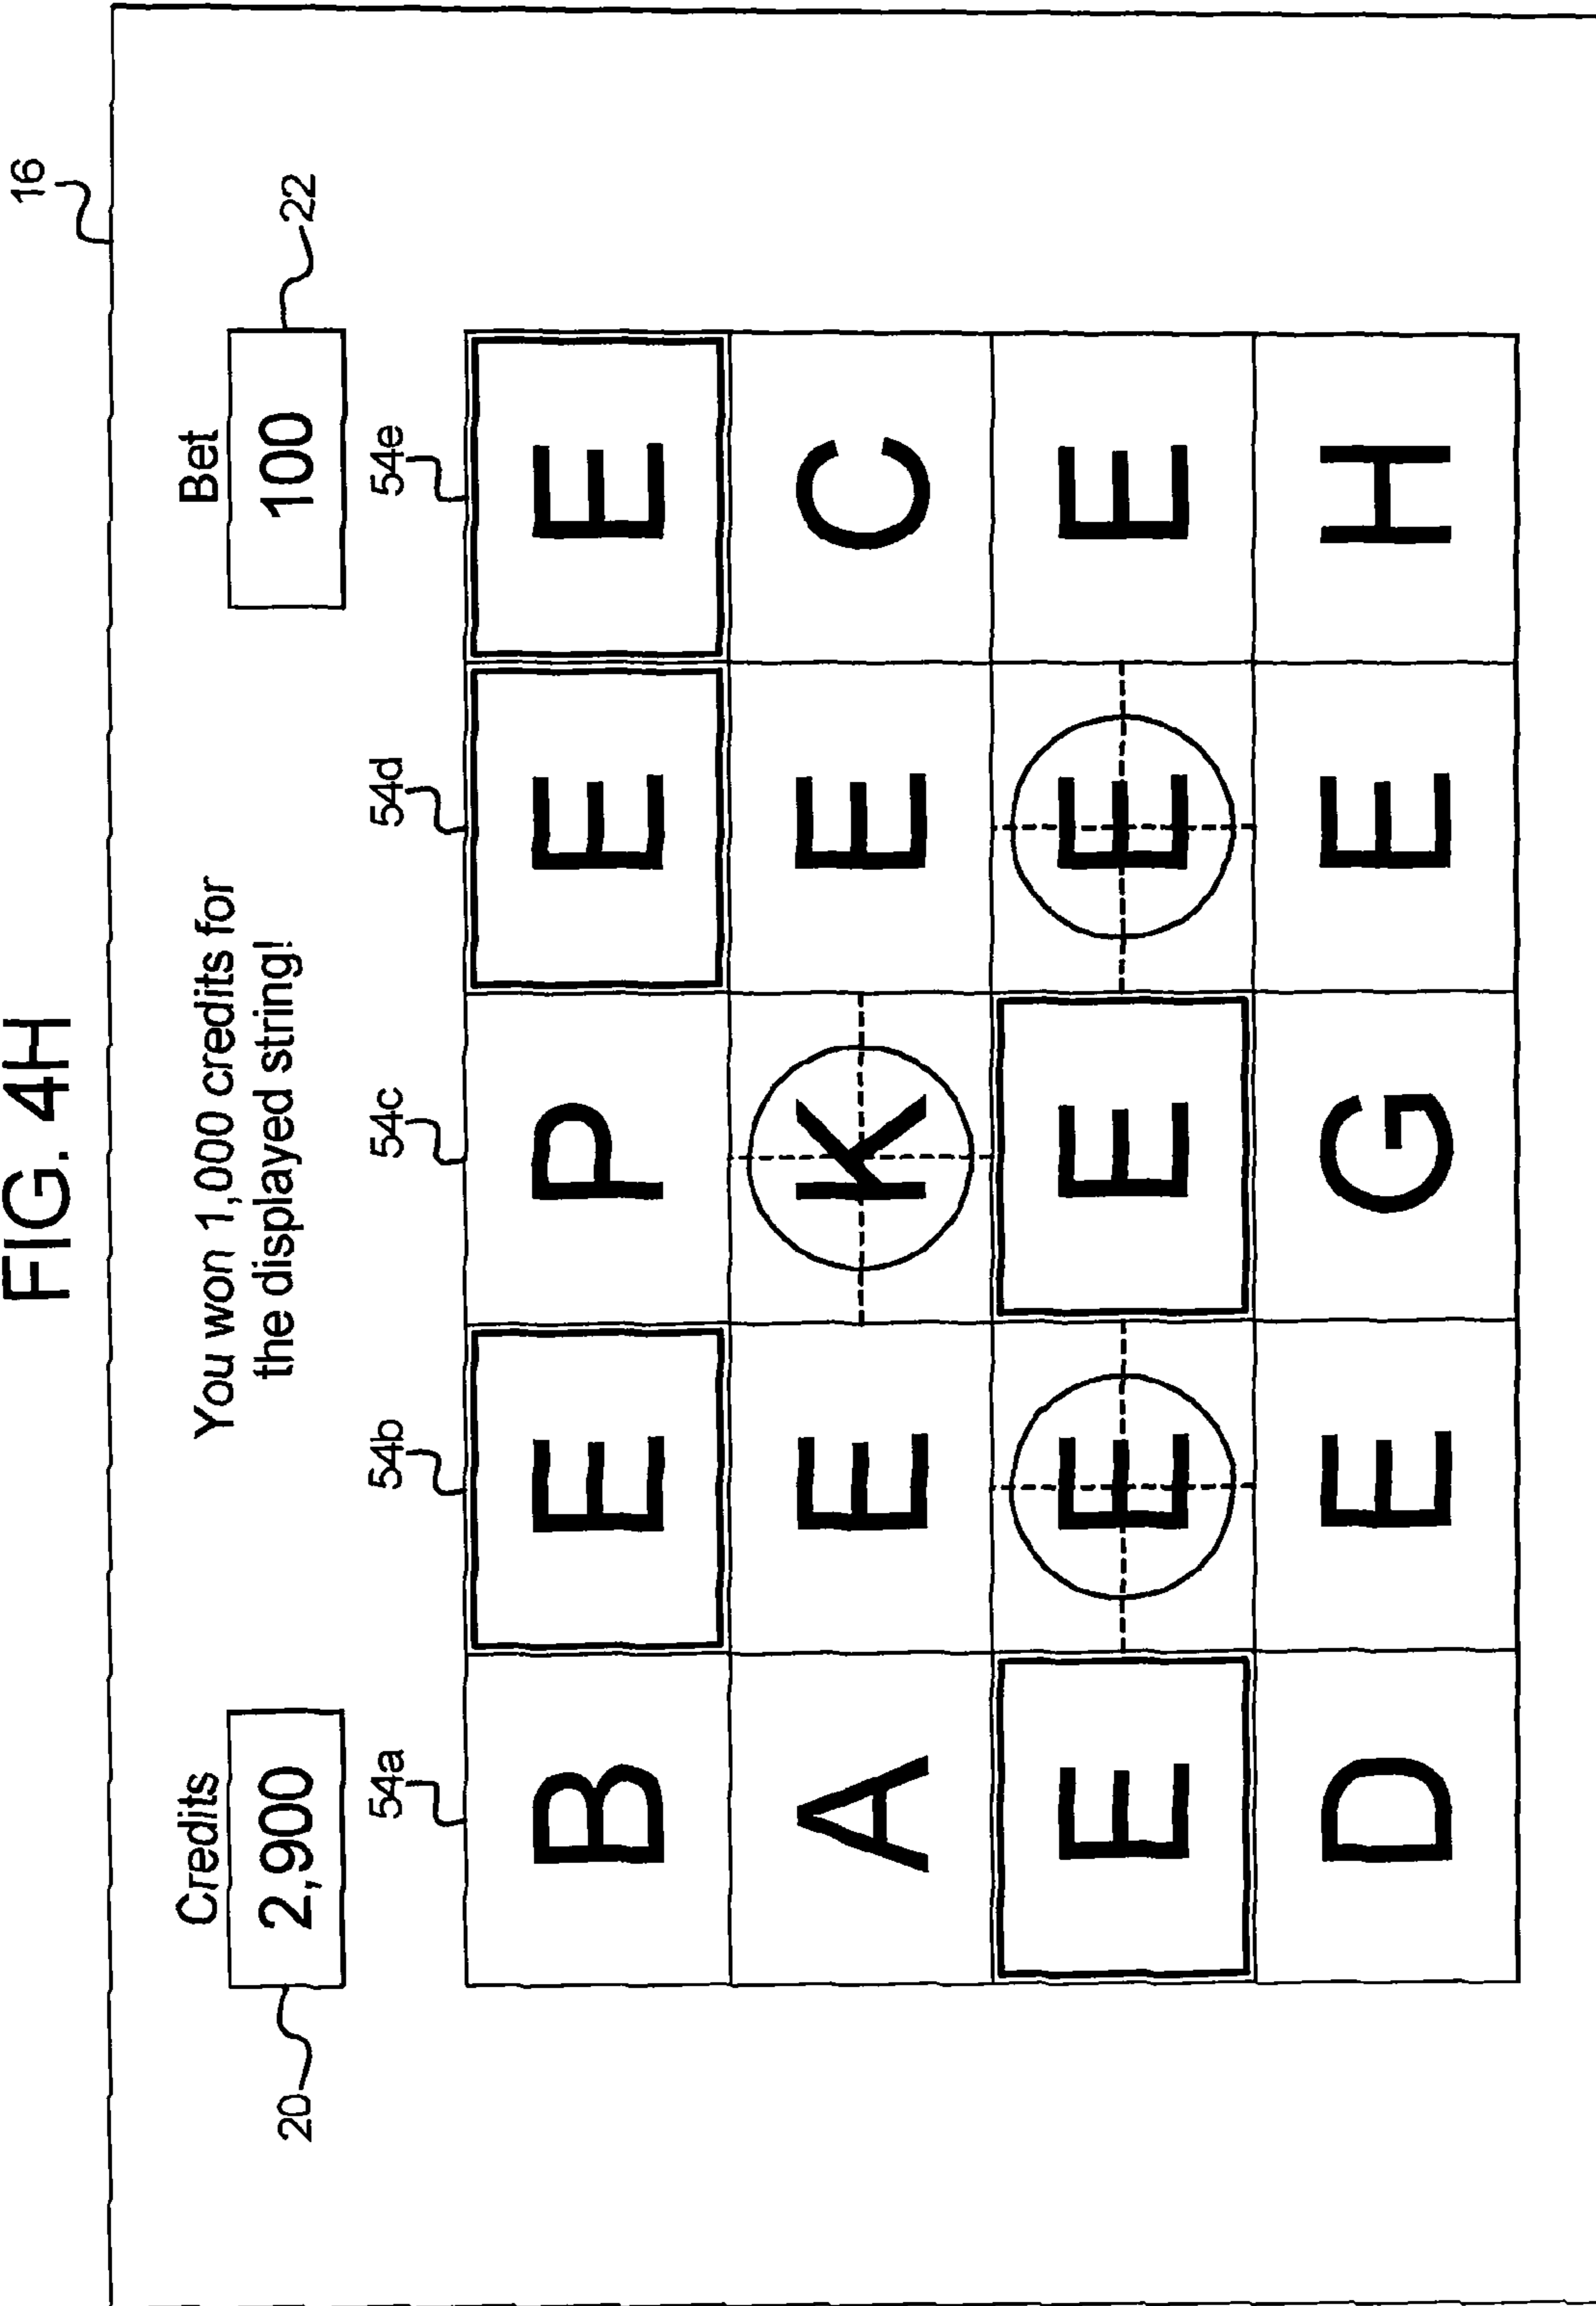 FIG. 4H
16
You won 1,000 credits for
the displayed string!
Credits
2,900
20
Bet
100
22
54a 54b 54c 54d 54e
B E P E E
A E K E C
E E E E E
D E G E H